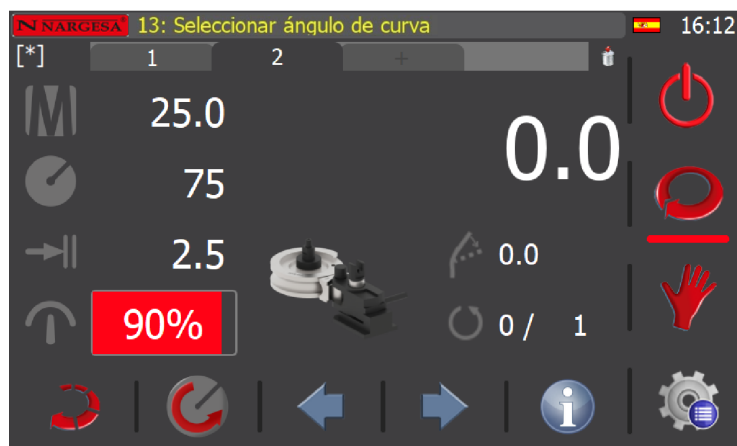 N NARGESA 13: Seleccionar ángulo de curva 16:12
[*] 1 2 +
25.0
0.0
75
2.5
0.0
90%
0 / 1